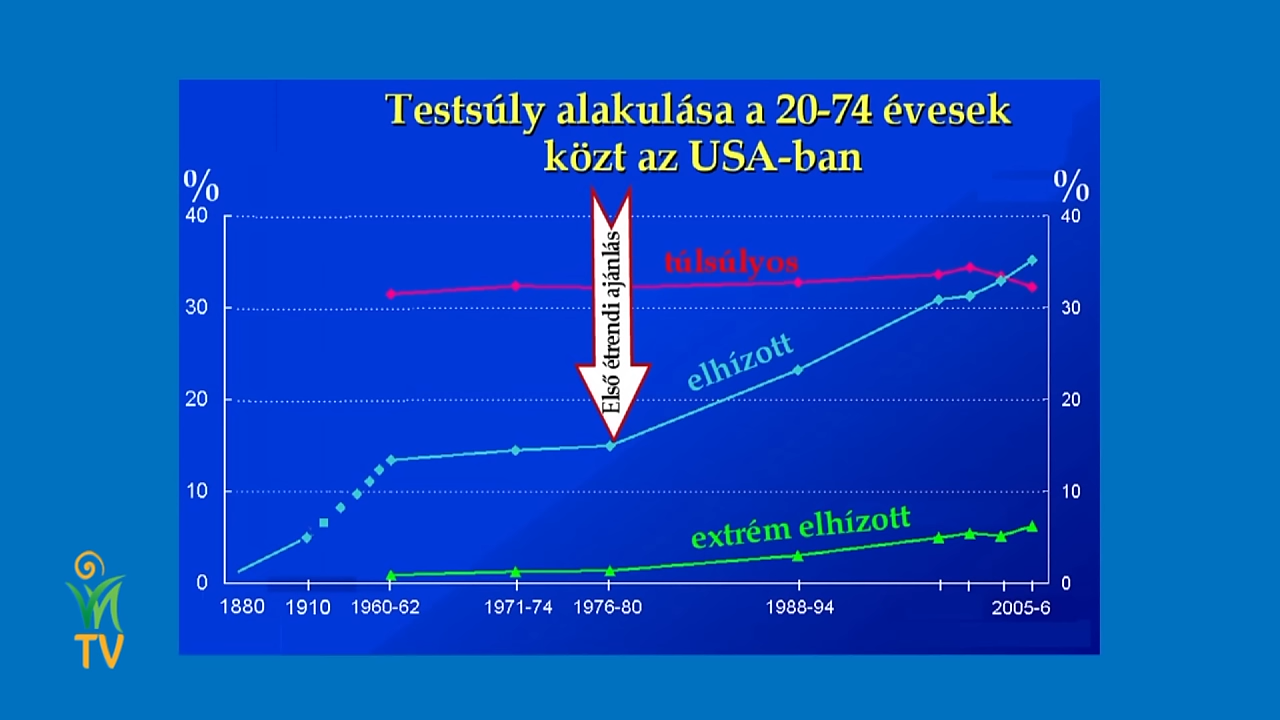 Testsúly alakulása a 20-74 évesek
közt az USA-ban
% %
40 40
Első étrendi ajánlás
túlsúlyos
30 30
elhízott
20 20
10 10
extrém elhízott
0 0
1880 1910 1960-62 1971-74 1976-80 1988-94 2005-6
TV